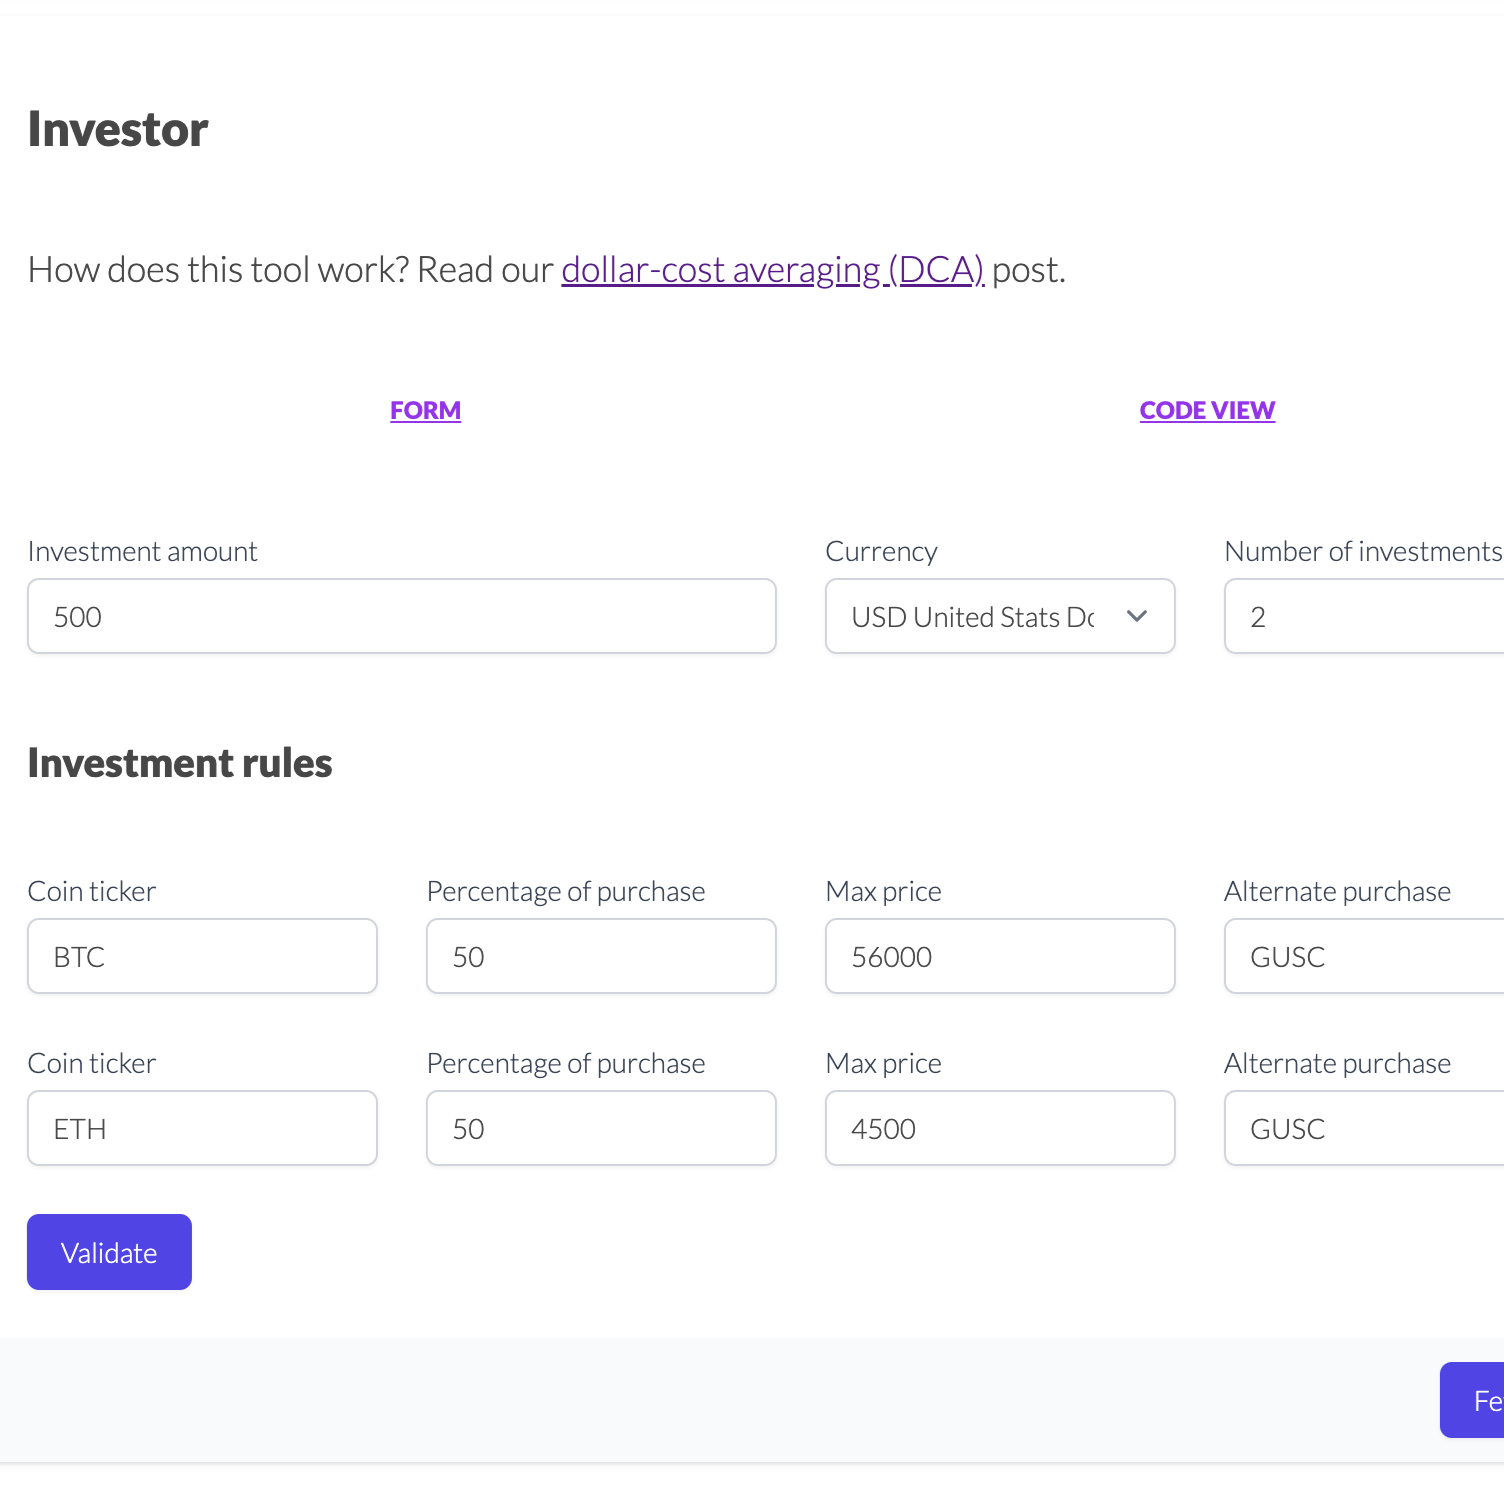 Investor
How does this tool work? Read our dollar-cost averaging (DCA) post.
FORM CODE VIEW
Investment amount Currency Number of investments
500 USD United Stats Do 2
Investment rules
Coin ticker Percentage of purchase Max price Alternate purchase
BTC 50 56000 GUSC
Coin ticker Percentage of purchase Max price Alternate purchase
ETH 50 4500 GUSC
Validate